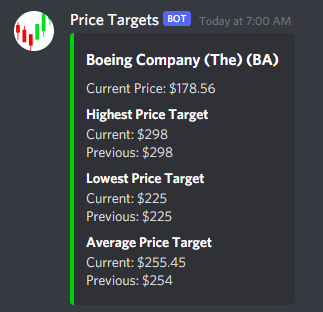 Price Targets BOT Today at 7:00 AM
Boeing Company (The) (BA)
Current Price: $178.56
Highest Price Target
Current: $298
Previous: $298
Lowest Price Target
Current: $225
Previous: $225
Average Price Target
Current: $255.45
Previous: $254